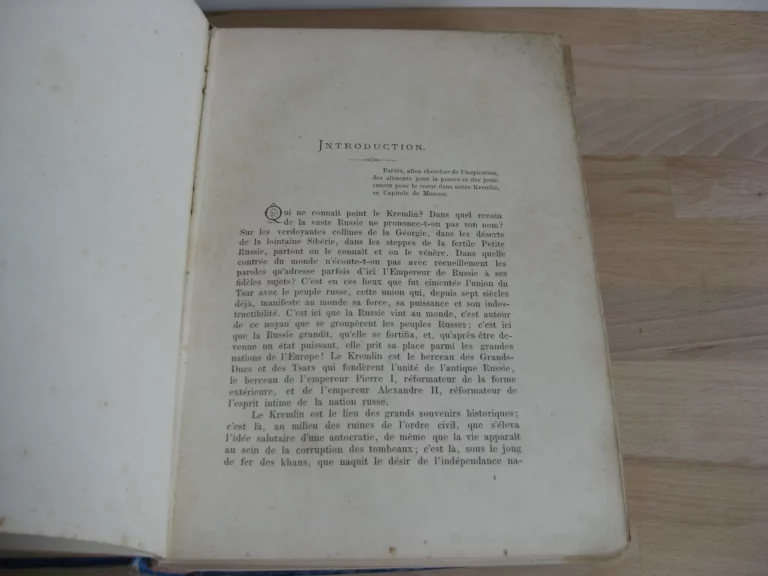 INTRODUCTION.
Partez, allez chercher de l'inspiration,
des aliments pour la pensée et des jouis-
sances pour le coeur dans notre Kremlin,
en Capitole de Moscou.
Qui ne connaît point le Kremlin? Dans quel recoin
de la vaste Russie ne prononce-t-on pas son nom?
Sur les verdoyantes collines de la Géorgie, dans les déserts
de la lointaine Sibérie, dans les steppes de la fertile Petite
Russie, partout on le connaît et on le vénère. Dans quelle
contrée du monde n'écoute-t-on pas avec recueillement les
paroles qu'adresse parfois d'ici l'Empereur de Russie à ses
fidèles sujets? C'est en ces lieux que fut cimentée l'union du
Tsar avec le peuple russe, cette union qui, depuis sept siècles
déjà, manifeste au monde sa force, sa puissance et son indes-
tructibilité. C'est ici que la Russie vint au monde, c'est autour
de ce noyau que se groupèrent les peuples Russes; c'est ici
que la Russie grandit, qu'elle se fortifia, et, qu'après être de-
venue un état puissant, elle prit sa place parmi les grandes
nations de l'Europe! Le Kremlin est le berceau des Grands-
Ducs et des Tsars qui fondèrent l'unité de l'antique Russie,
le berceau de l'empereur Pierre I, réformateur de la forme
extérieure, et de l'empereur Alexandre II, réformateur de
l'esprit intime de la nation russe.
Le Kremlin est le lieu des grands souvenirs historiques;
c'est là, au milieu des ruines de l'ordre civil, que s'éleva
l'idée salutaire d'une autocratie, de même que la vie apparaît
au sein de la corruption des tombeaux; c'est là, sous le joug
de fer des khans, que naquit le désir de l'indépendance na-
1